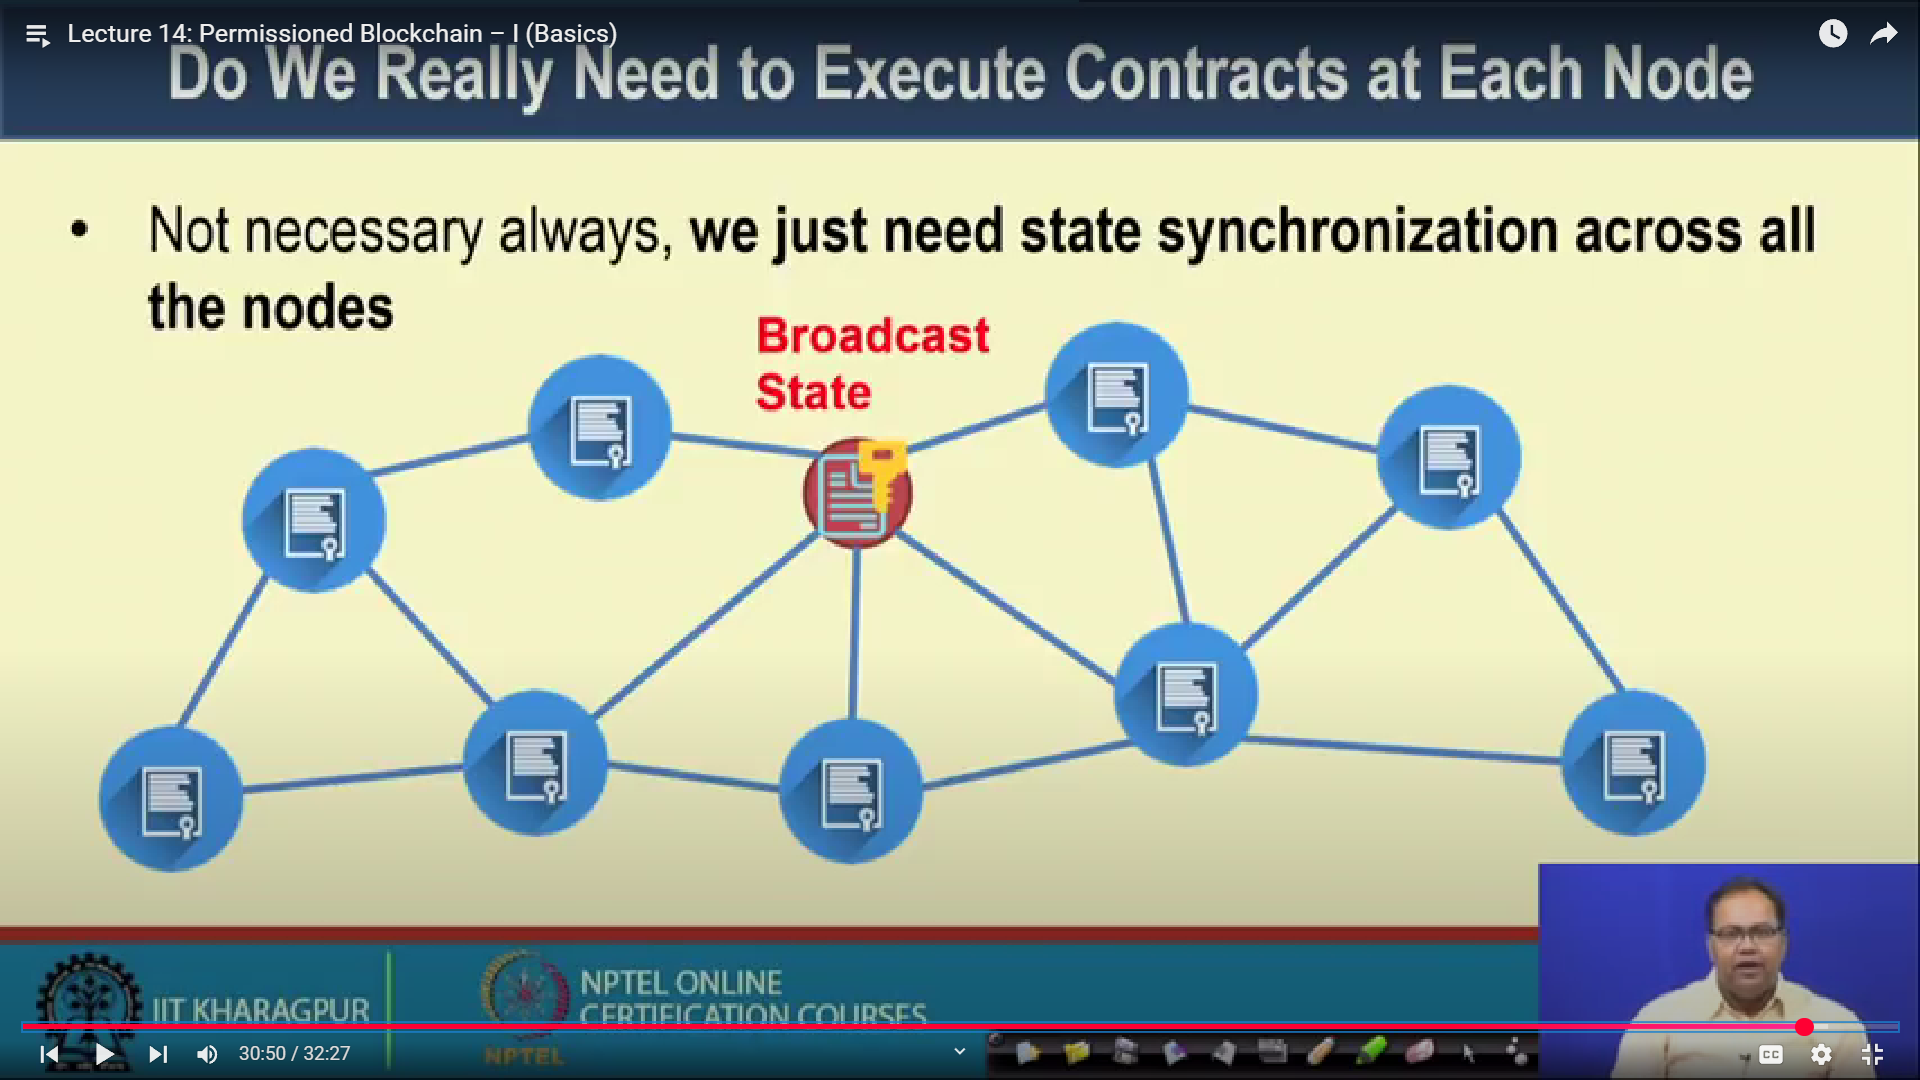 Lecture 14: Permissioned Blockchain – I (Basics)
Do We Really Need to Execute Contracts at Each Node
• Not necessary always, we just need state synchronization across all
the nodes
Broadcast
State
IIT KHARAGPUR
NPTEL ONLINE
CERTIFICATION COURSES
NPTEL
30:50 / 32:27
CC